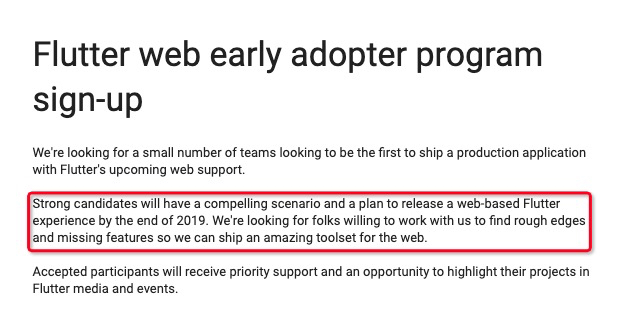 Flutter web early adopter program
sign-up
We're looking for a small number of teams looking to be the first to ship a production application
with Flutter's upcoming web support.
Strong candidates will have a compelling scenario and a plan to release a web-based Flutter
experience by the end of 2019. We're looking for folks willing to work with us to find rough edges
and missing features so we can ship an amazing toolset for the web.
Accepted participants will receive priority support and an opportunity to highlight their projects in
Flutter media and events.